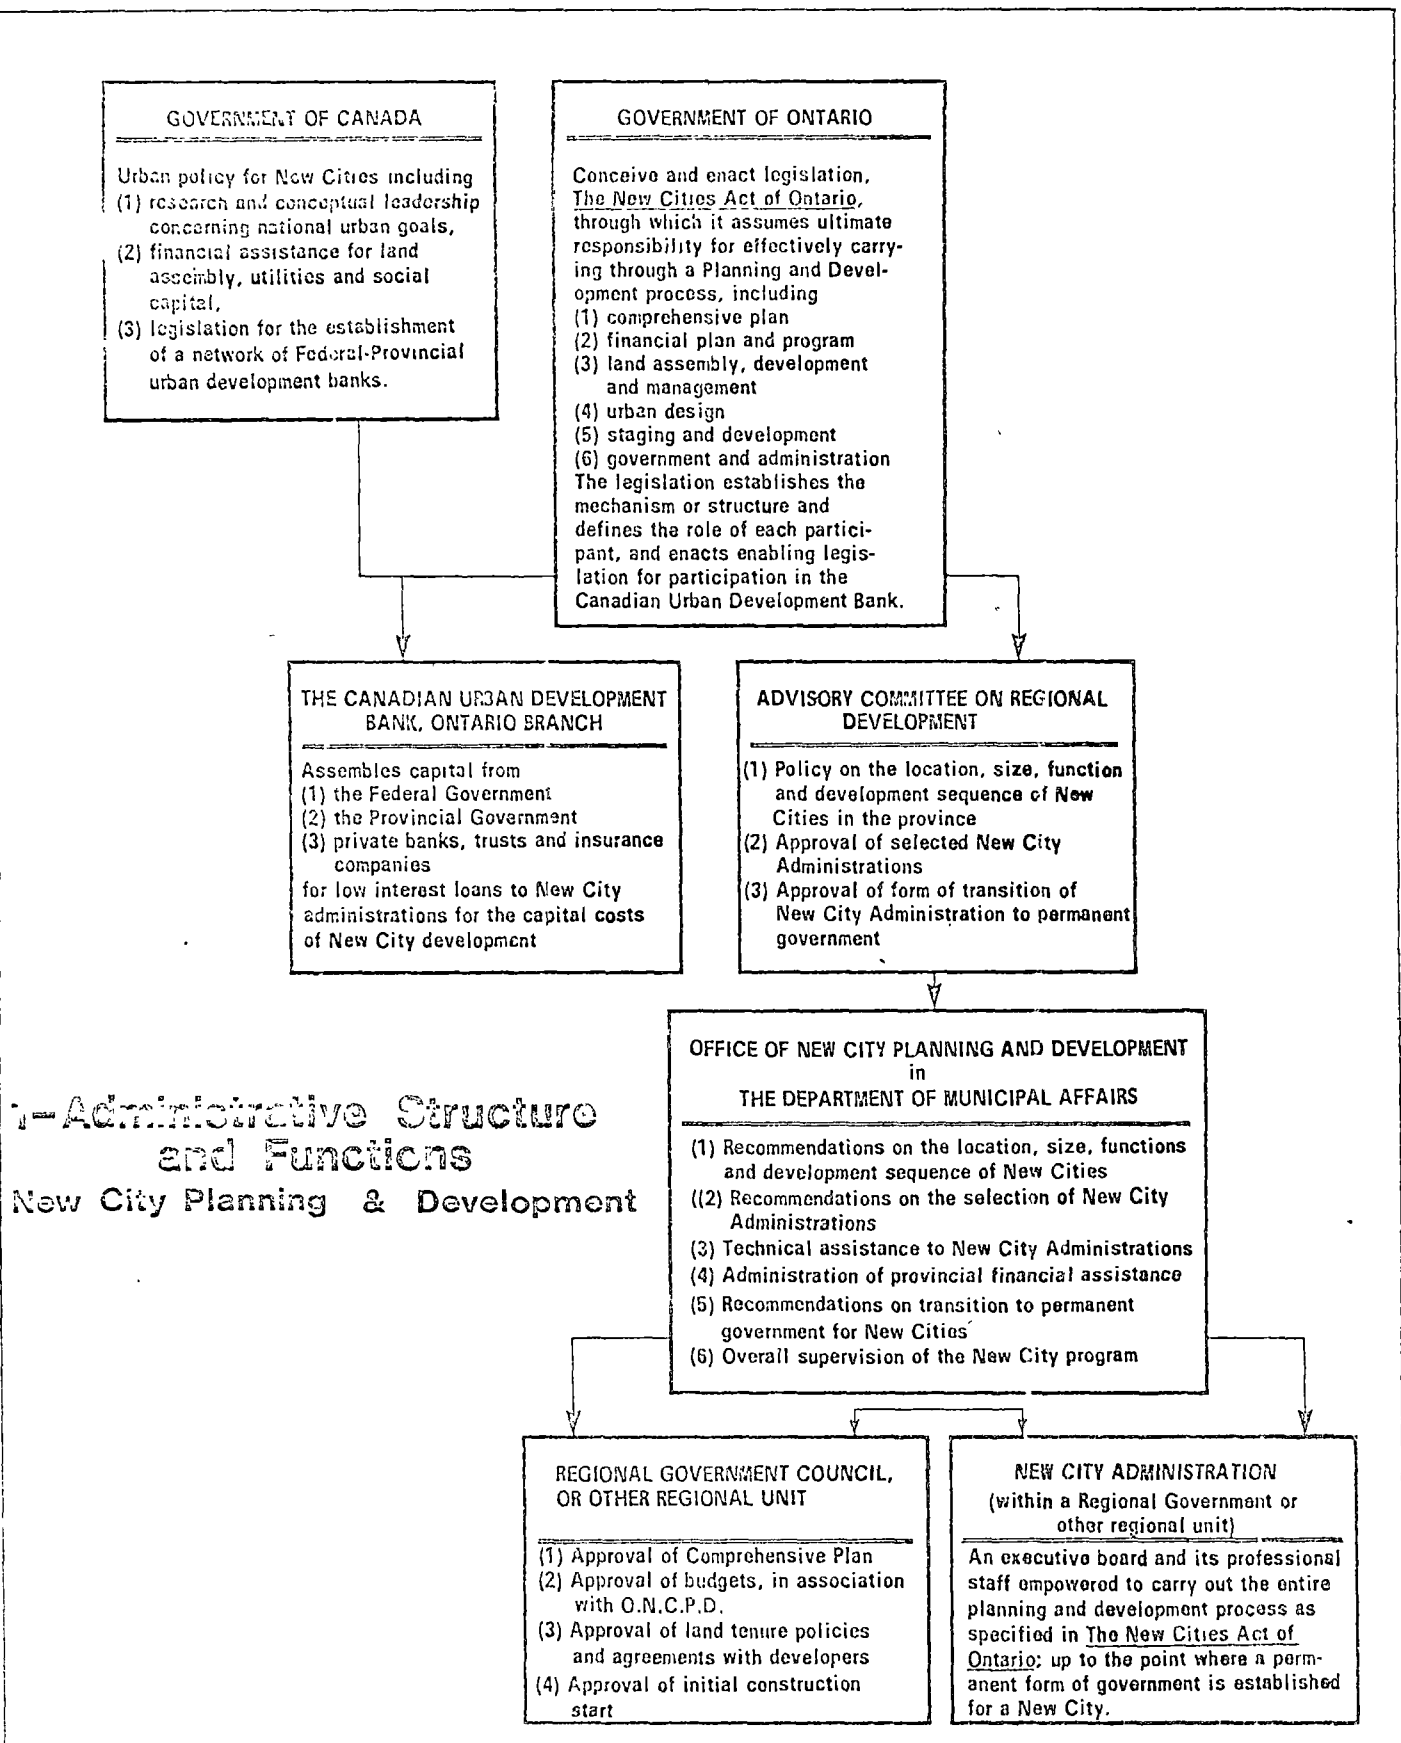 GOVERNMENT OF CANADA
Urban policy for New Cities including
(1) research and conceptual leadership
concerning national urban goals,
(2) financial assistance for land
assembly, utilities and social
capital,
(3) legislation for the establishment
of a network of Federal-Provincial
urban development banks.
GOVERNMENT OF ONTARIO
Conceive and enact legislation,
The New Cities Act of Ontario,
through which it assumes ultimate
responsibility for effectively carry-
ing through a Planning and Devel-
opment process, including
(1) comprehensive plan
(2) financial plan and program
(3) land assembly, development
and management
(4) urban design
(5) staging and development
(6) government and administration
The legislation establishes the
mechanism or structure and
defines the role of each partici-
pant, and enacts enabling legis-
lation for participation in the
Canadian Urban Development Bank.
THE CANADIAN URBAN DEVELOPMENT
BANK, ONTARIO BRANCH
Assembles capital from
(1) the Federal Government
(2) the Provincial Government
(3) private banks, trusts and insurance
companies
for low interest loans to New City
administrations for the capital costs
of New City development
ADVISORY COMMITTEE ON REGIONAL
DEVELOPMENT
(1) Policy on the location, size, function
and development sequence of New
Cities in the province
(2) Approval of selected New City
Administrations
(3) Approval of form of transition of
New City Administration to permanent
government
OFFICE OF NEW CITY PLANNING AND DEVELOPMENT
in
THE DEPARTMENT OF MUNICIPAL AFFAIRS
(1) Recommendations on the location, size, functions
and development sequence of New Cities
((2) Recommendations on the selection of New City
Administrations
(3) Technical assistance to New City Administrations
(4) Administration of provincial financial assistance
(5) Recommendations on transition to permanent
government for New Cities
(6) Overall supervision of the New City program
-Administrative Structure
and Functions
New City Planning & Development
REGIONAL GOVERNMENT COUNCIL,
OR OTHER REGIONAL UNIT
(1) Approval of Comprehensive Plan
(2) Approval of budgets, in association
with O.N.C.P.D.
(3) Approval of land tenure policies
and agreements with developers
(4) Approval of initial construction
start
NEW CITY ADMINISTRATION
(within a Regional Government or
other regional unit)
An executive board and its professional
staff empowered to carry out the entire
planning and development process as
specified in The New Cities Act of
Ontario; up to the point where a perm-
anent form of government is established
for a New City.